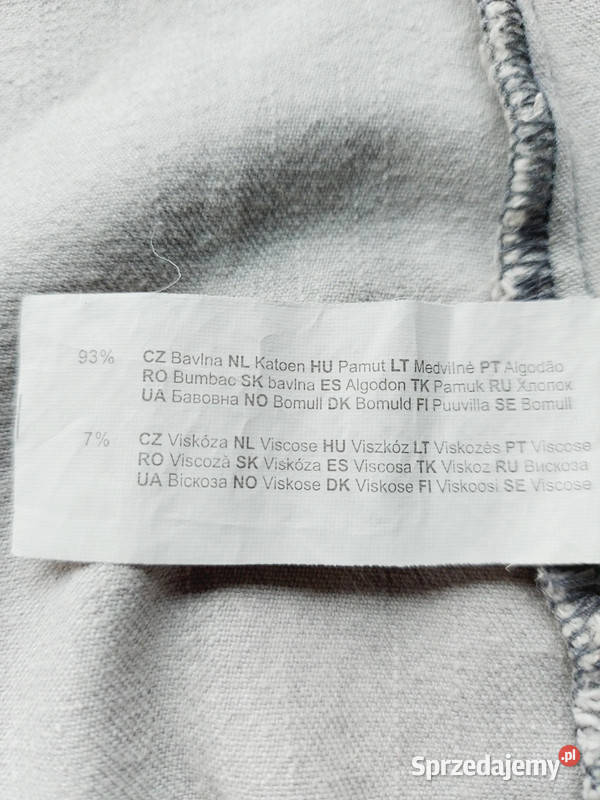 93% CZ Bavlna NL Katoen HU Pamut LT Medvilnė PT Algodão
RO Bumbac SK bavlna ES Algodon TK Pamuk RU Хлопок
UA Бавовна NO Bomull DK Bomuld FI Puuvilla SE Bomull
7% CZ Viskóza NL Viscose HU Viszkóz LT Viskozės PT Viscose
RO Viscoză SK Viskóza ES Viscosa TK Viskoz RU Вискоза
UA Віскоза NO Viskose DK Viskose FI Viskoosi SE Viscose
Sprzedajemy.pl